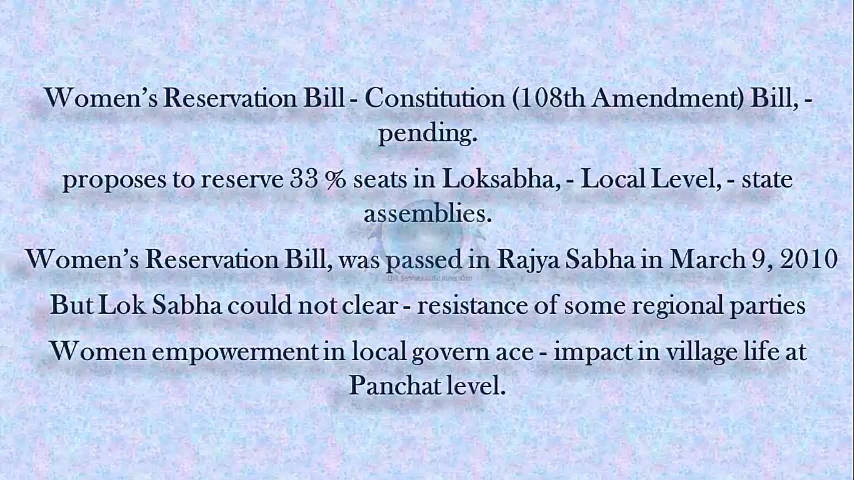 Women's Reservation Bill - Constitution (108th Amendment) Bill, -
pending.
proposes to reserve 33 % seats in Loksabha, - Local Level, - state
assemblies.
Women's Reservation Bill, was passed in Rajya Sabha in March 9, 2010
But Lok Sabha could not clear - resistance of some regional parties
Women empowerment in local govern ace - impact in village life at
Panchat level.